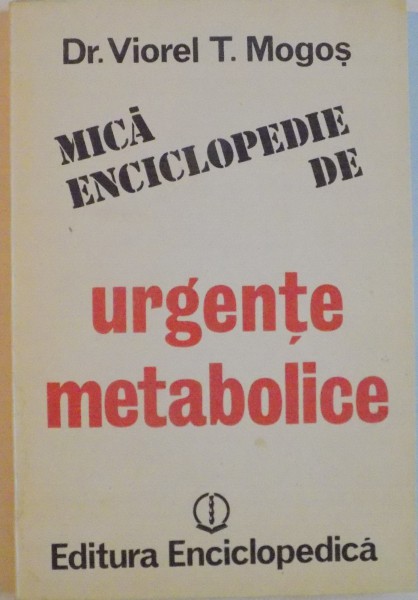 Dr. Viorel T. Mogoș
MICĂ
ENCICLOPEDIE
DE
urgențe
metabolice
Editura Enciclopedică